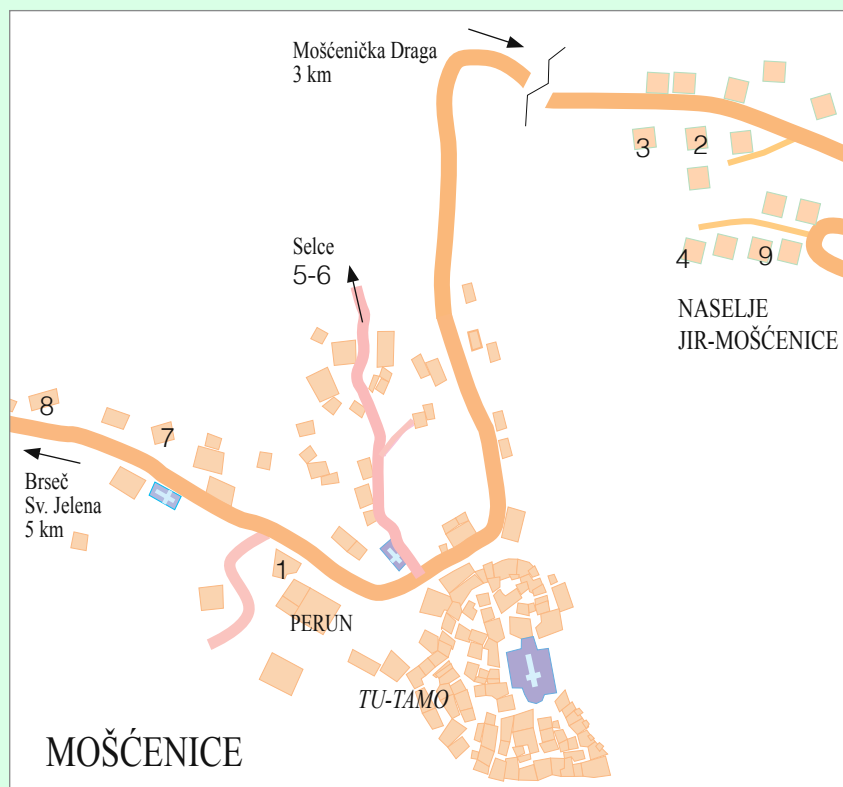 Mošćenička Draga
3 km
3
2
Selce
5-6
4
9
NASELJE
JIR-MOŠĆENICE
8
7
Brseč
Sv. Jelena
5 km
1
PERUN
TU-TAMO
MOŠĆENICE